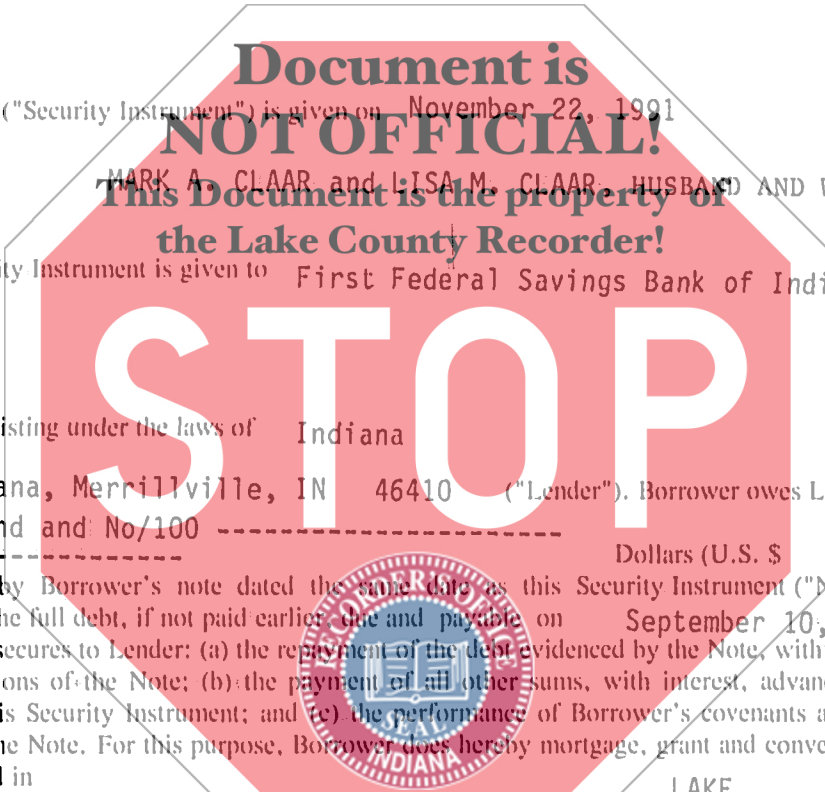 Document is
("Security Instrument") is given on November 22, 1991
NOT OFFICIAL!
MARK A. CLAAR and LISA M. CLAAR, HUSBAND AND W
This Document is the property of
the Lake County Recorder!
ity Instrument is given to First Federal Savings Bank of Indi
STOP
isting under the laws of Indiana
ana, Merrillville, IN 46410 ("Lender"). Borrower owes L
nd and No/100 ------------------------
------------- Dollars (U.S. $
by Borrower's note dated the same date as this Security Instrument ("N
he full debt, if not paid earlier, due and payable on September 10,
secures to Lender: (a) the repayment of the debt evidenced by the Note, with
ons of the Note; (b) the payment of all other sums, with interest, advan
is Security Instrument; and (c) the performance of Borrower's covenants a
he Note. For this purpose, Borrower does hereby mortgage, grant and conve
d in
LAKE
RECORDER'S OFFICE
SEAL
INDIANA